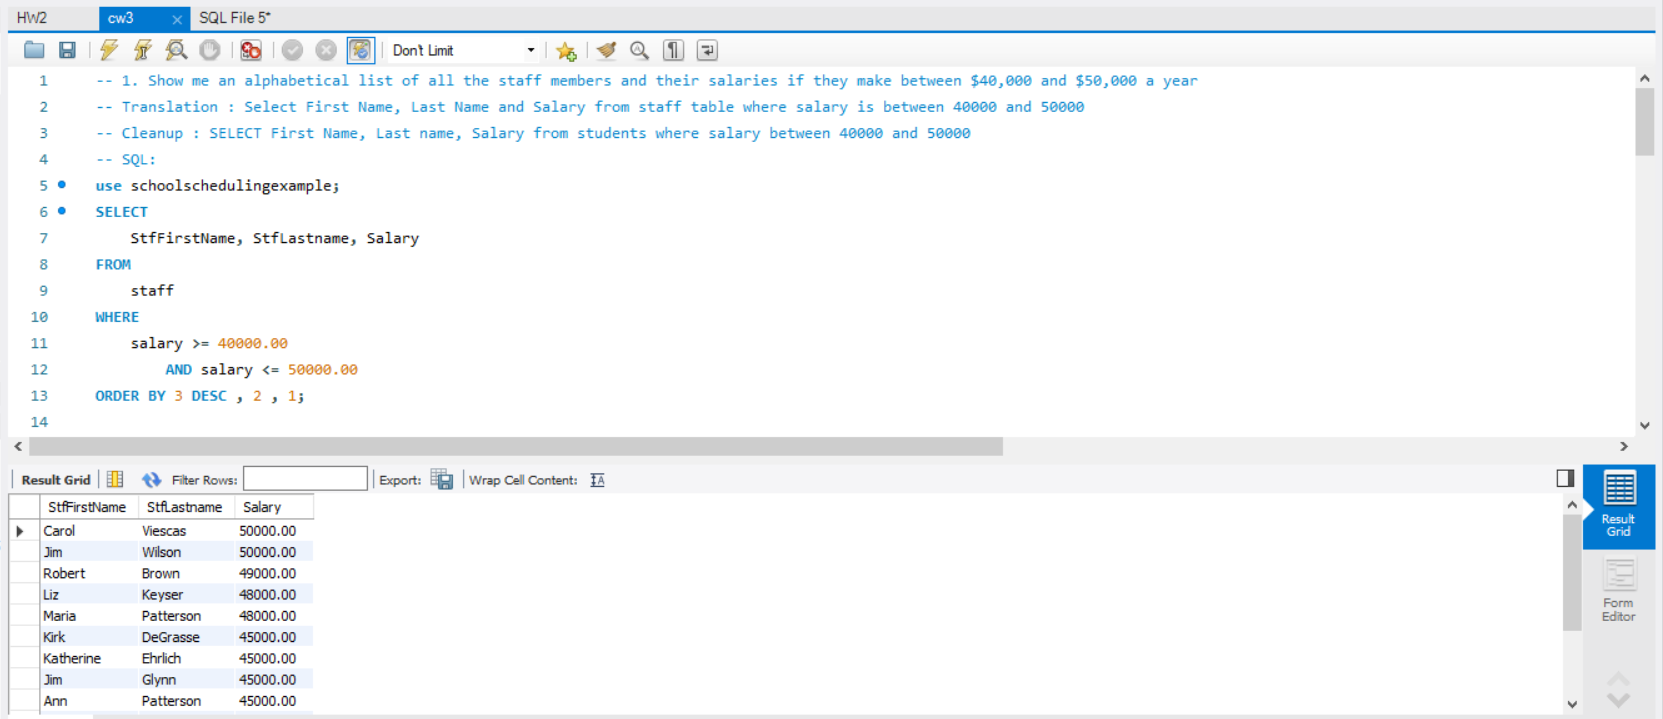 HW2 cw3 SQL File 5*
Don't Limit
1 -- 1. Show me an alphabetical list of all the staff members and their salaries if they make between $40,000 and $50,000 a year
2 -- Translation : Select First Name, Last Name and Salary from staff table where salary is between 40000 and 50000
3 -- Cleanup : SELECT First Name, Last name, Salary from students where salary between 40000 and 50000
4 -- SQL:
5 use schoolschedulingexample;
6 SELECT
7 StfFirstName, StfLastname, Salary
8 FROM
9 staff
10 WHERE
11 salary >= 40000.00
12 AND salary <= 50000.00
13 ORDER BY 3 DESC , 2 , 1;
14
Result Grid Filter Rows: Export: Wrap Cell Content: IA
StfFirstName StfLastname Salary
Carol Viescas 50000.00
Jim Wilson 50000.00
Robert Brown 49000.00
Liz Keyser 48000.00
Maria Patterson 48000.00
Kirk DeGrasse 45000.00
Katherine Ehrlich 45000.00
Jim Glynn 45000.00
Ann Patterson 45000.00
Result
Grid
Form
Editor